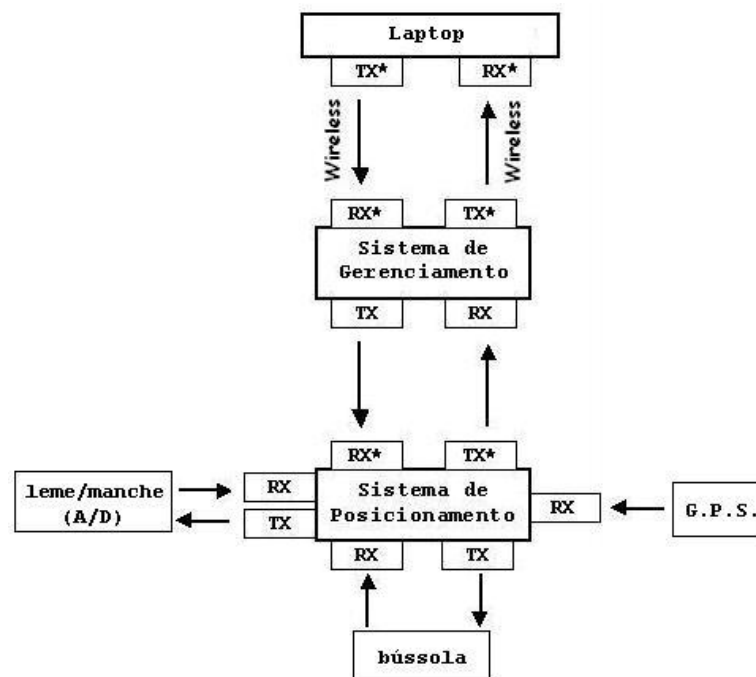 Laptop
TX* RX*
Wireless Wireless
RX* TX*
Sistema de
Gerenciamento
TX RX
RX* TX*
leme/manche
(A/D)
RX
TX
Sistema de
Posicionamento
RX
G.P.S.
RX TX
bússola